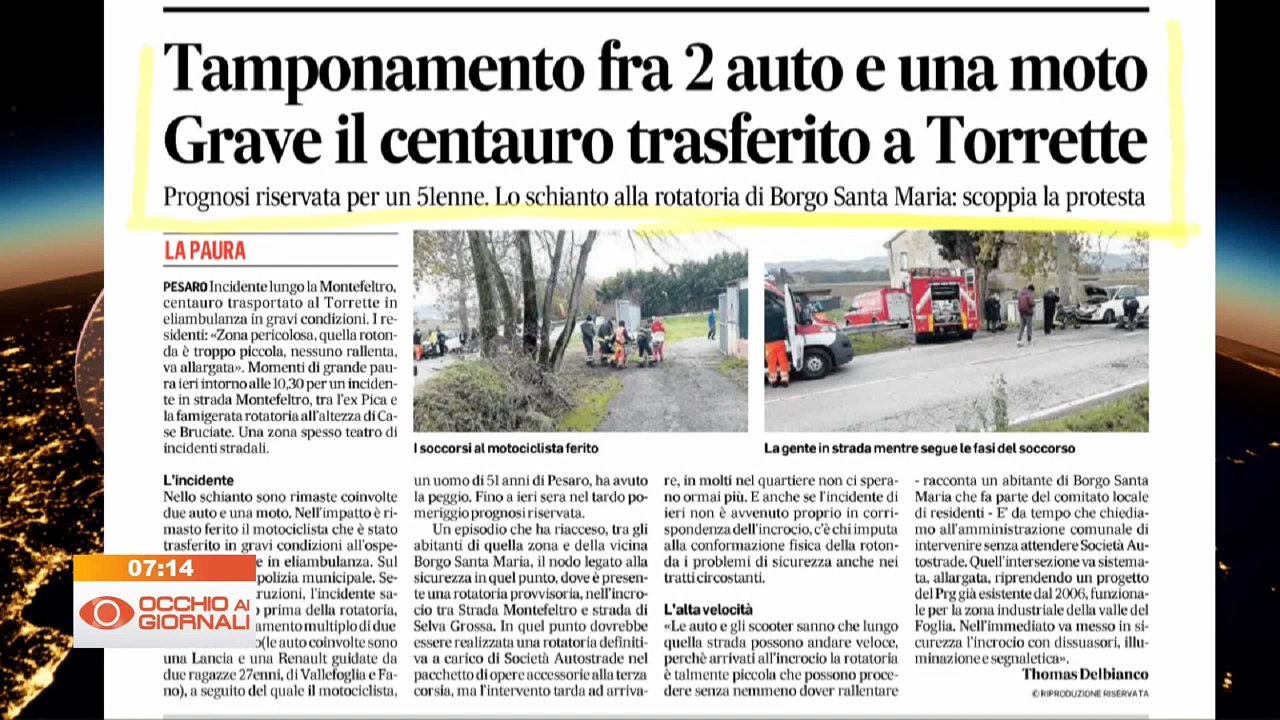 Tamponamento fra 2 auto e una moto
Grave il centauro trasferito a Torrette
Prognosi riservata per un 51enne. Lo schianto alla rotatoria di Borgo Santa Maria: scoppia la protesta
LA PAURA
PESARO Incidente lungo la Montefeltro,
centauro trasportato al Torrette in
eliambulanza in gravi condizioni. I re-
sidenti: «Zona pericolosa, quella roton-
da è troppo piccola, nessuno rallenta,
va allargata». Momenti di grande pau-
ra ieri intorno alle 10,30 per un inciden-
te in strada Montefeltro, tra l'ex Pica e
la famigerata rotatoria all'altezza di Ca-
se Bruciate. Una zona spesso teatro di
incidenti stradali.
I soccorsi al motociclista ferito
La gente in strada mentre segue le fasi del soccorso
L'incidente
Nello schianto sono rimaste coinvolte
due auto e una moto. Nell'impatto è ri-
masto ferito il motociclista che è stato
trasferito in gravi condizioni all'ospe-
e in eliambulanza. Sul
polizia municipale. Se-
ruzioni, l'incidente sa-
o prima della rotatoria,
amento multiplo di due
o(le auto coinvolte sono
una Lancia e una Renault guidate da
due ragazze 27enni, di Vallefoglia e Fa-
no), a seguito del quale il motociclista,
un uomo di 51 anni di Pesaro, ha avuto
la peggio. Fino a ieri sera nel tardo po-
meriggio prognosi riservata.
Un episodio che ha riacceso, tra gli
abitanti di quella zona e della vicina
Borgo Santa Maria, il nodo legato alla
sicurezza in quel punto, dove è presen-
te una rotatoria provvisoria, nell'incro-
cio tra Strada Montefeltro e strada di
Selva Grossa. In quel punto dovrebbe
essere realizzata una rotatoria definiti-
va a carico di Società Autostrade nel
pacchetto di opere accessorie alla terza
corsia, ma l'intervento tarda ad arriva-
re, in molti nel quartiere non ci spera-
no ormai più. E anche se l'incidente di
ieri non è avvenuto proprio in corri-
spondenza dell'incrocio, c'è chi imputa
alla conformazione fisica della roton-
da i problemi di sicurezza anche nei
tratti circostanti.
L'alta velocità
«Le auto e gli scooter sanno che lungo
quella strada possono andare veloce,
perchè arrivati all'incrocio la rotatoria
è talmente piccola che possono proce-
dere senza nemmeno dover rallentare
- racconta un abitante di Borgo Santa
Maria che fa parte del comitato locale
di residenti - E' da tempo che chiedia-
mo all'amministrazione comunale di
intervenire senza attendere Società Au-
tostrade. Quell'intersezione va sistema-
ta, allargata, riprendendo un progetto
del Prg già esistente dal 2006, funziona-
le per la zona industriale della valle del
Foglia. Nell'immediato va messo in si-
curezza l'incrocio con dissuasori, illu-
minazione e segnaletica».
Thomas Delbianco
© RIPRODUZIONE RISERVATA
07:14
OCCHIO AI
GIORNALI